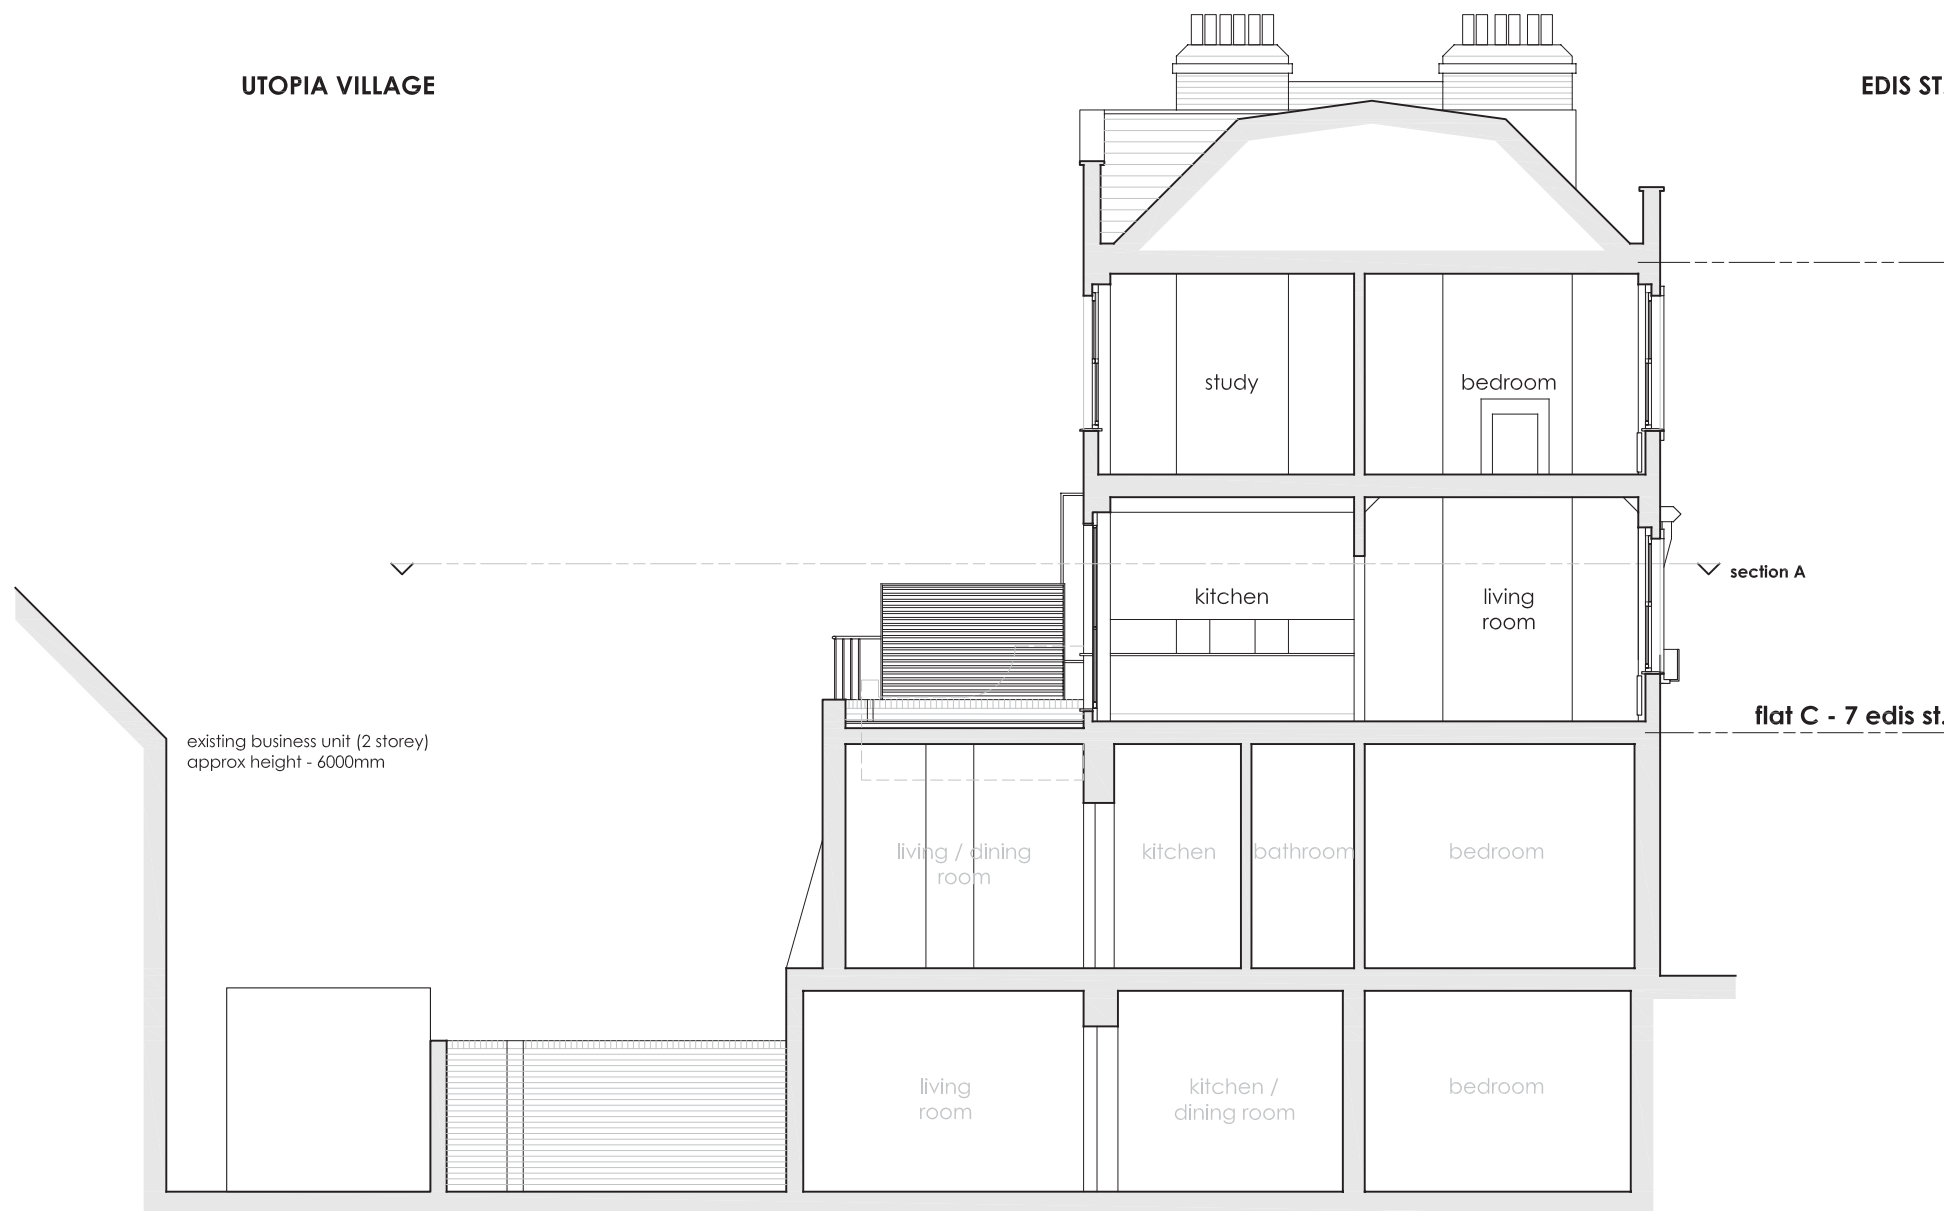 UTOPIA VILLAGE
EDIS ST.
study
bedroom
section A
kitchen
living
room
flat C - 7 edis st.
existing business unit (2 storey)
approx height - 6000mm
living / dining
room
kitchen
bathroom
bedroom
living
room
kitchen /
dining room
bedroom